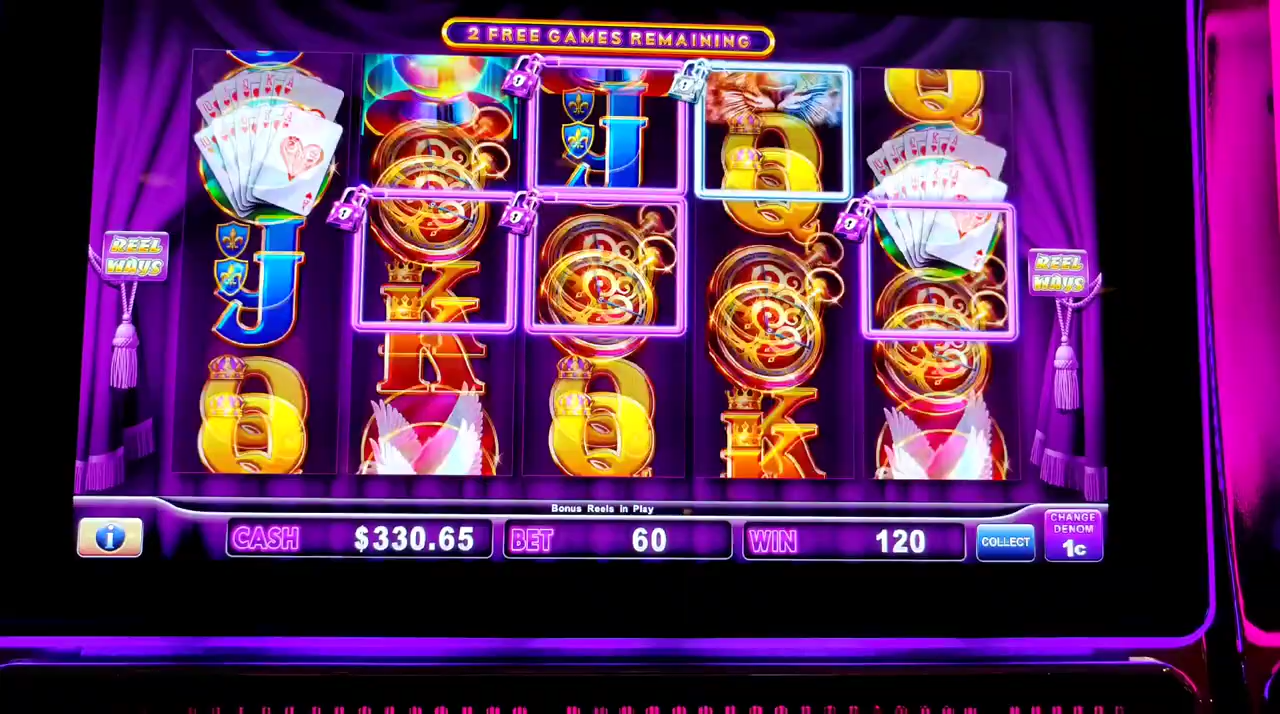 2 FREE GAMES REMAINING
Q
J
J
Q
REEL
WAYS
REEL
WAYS
K
Q
K
Q
K
Bonus Reels in Play
i
CASH $330.65
BET 60
WIN 120
COLLECT
CHANGE
DENOM
1¢